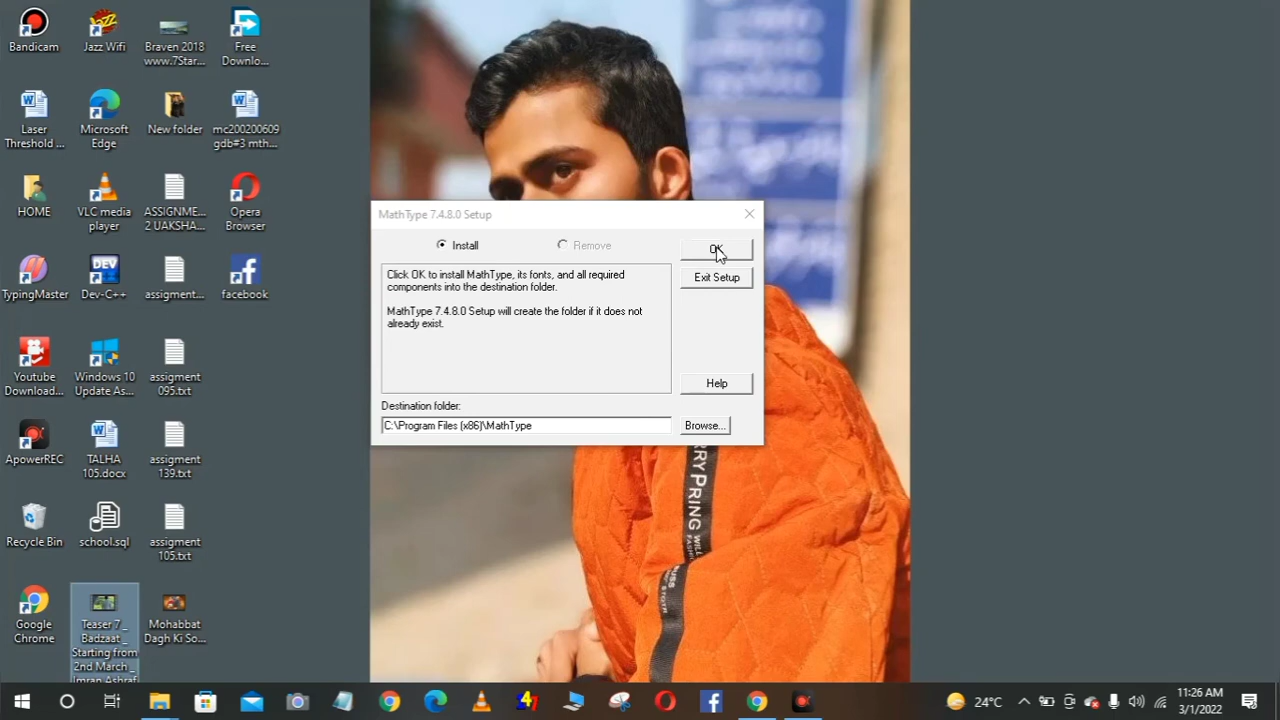 Bandicam
Jazz Wifi
Braven 2018
www.7Star...
Free
Downlo...
Laser
Threshold ...
Microsoft
Edge
New folder
mc200200609
gdb#3 mth...
HOME
VLC media
player
ASSIGNME...
2 UAKSHA...
Opera
Browser
TypingMaster
Dev-C++
assigment...
facebook
Youtube
Download...
Windows 10
Update As...
assigment
095.txt
ApowerREC
TALHA
105.docx
assigment
139.txt
Recycle Bin
school.sql
assigment
105.txt
Google
Chrome
Teaser 7 _
Badzaat _
Starting from
2nd March _
Imran Ashraf
Mohabbat
Dagh Ki So...
MathType 7.4.8.0 Setup
Install
Remove
OK
Click OK to install MathType, its fonts, and all required
components into the destination folder.
MathType 7.4.8.0 Setup will create the folder if it does not
already exist.
Exit Setup
Help
Destination folder:
C:\Program Files (x86)\MathType
Browse...
24°C
11:26 AM
3/1/2022